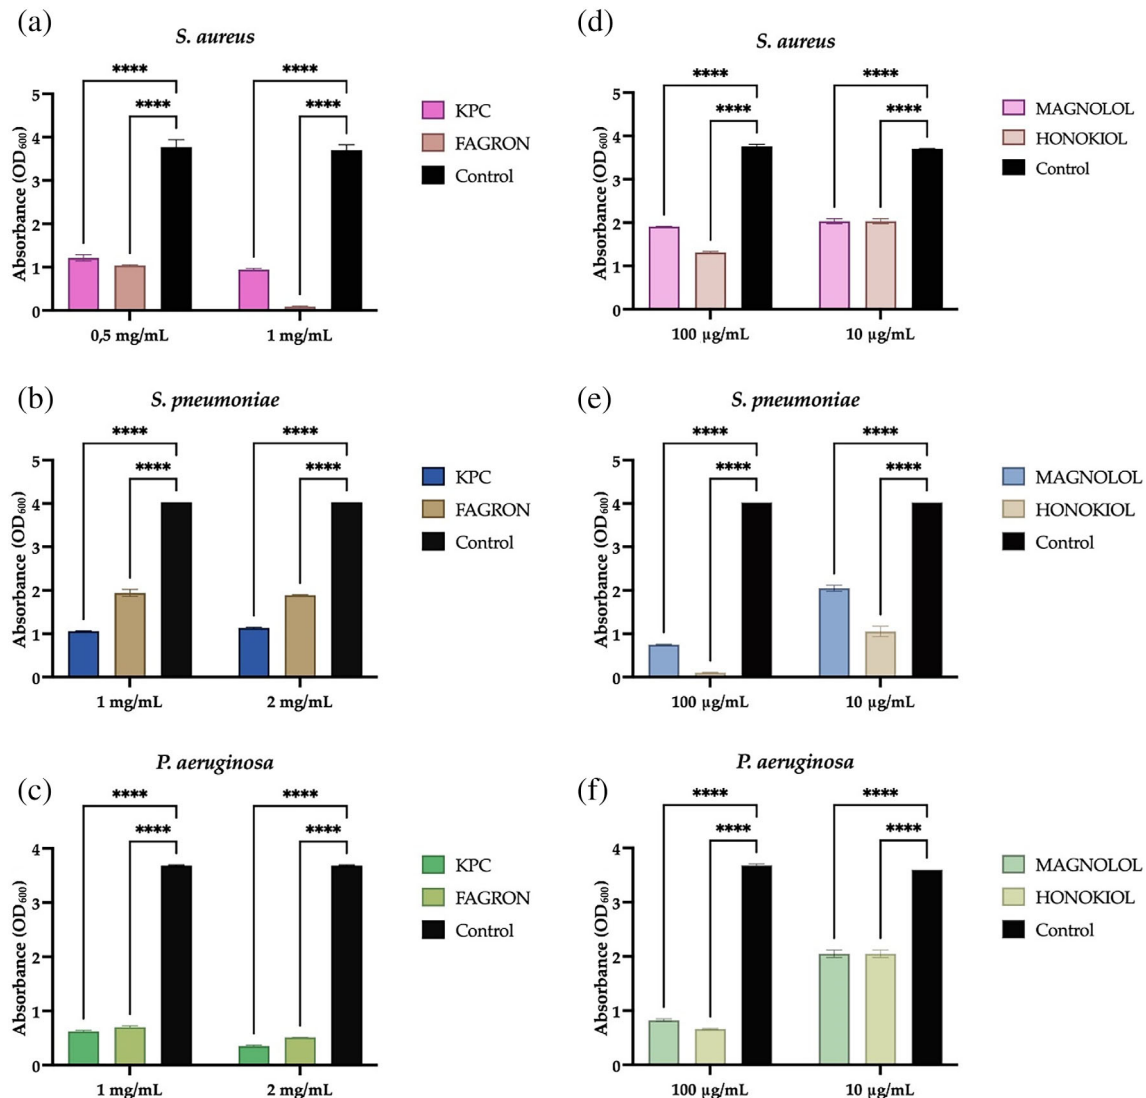 (a)
S. aureus
****
****
****
****
Absorbance (OD600)
5
4
3
2
1
0
0,5 mg/mL
1 mg/mL
KPC
FAGRON
Control
(d)
S. aureus
****
****
****
****
Absorbance (OD600)
5
4
3
2
1
0
100 µg/mL
10 µg/mL
MAGNOLOL
HONOKIOL
Control
(b)
S. pneumoniae
****
****
****
****
Absorbance (OD600)
5
4
3
2
1
0
1 mg/mL
2 mg/mL
KPC
FAGRON
Control
(e)
S. pneumoniae
****
****
****
****
Absorbance (OD600)
5
4
3
2
1
0
100 µg/mL
10 µg/mL
MAGNOLOL
HONOKIOL
Control
(c)
P. aeruginosa
****
****
****
****
Absorbance (OD600)
4
3
2
1
0
1 mg/mL
2 mg/mL
KPC
FAGRON
Control
(f)
P. aeruginosa
****
****
****
****
Absorbance (OD600)
4
3
2
1
0
100 µg/mL
10 µg/mL
MAGNOLOL
HONOKIOL
Control